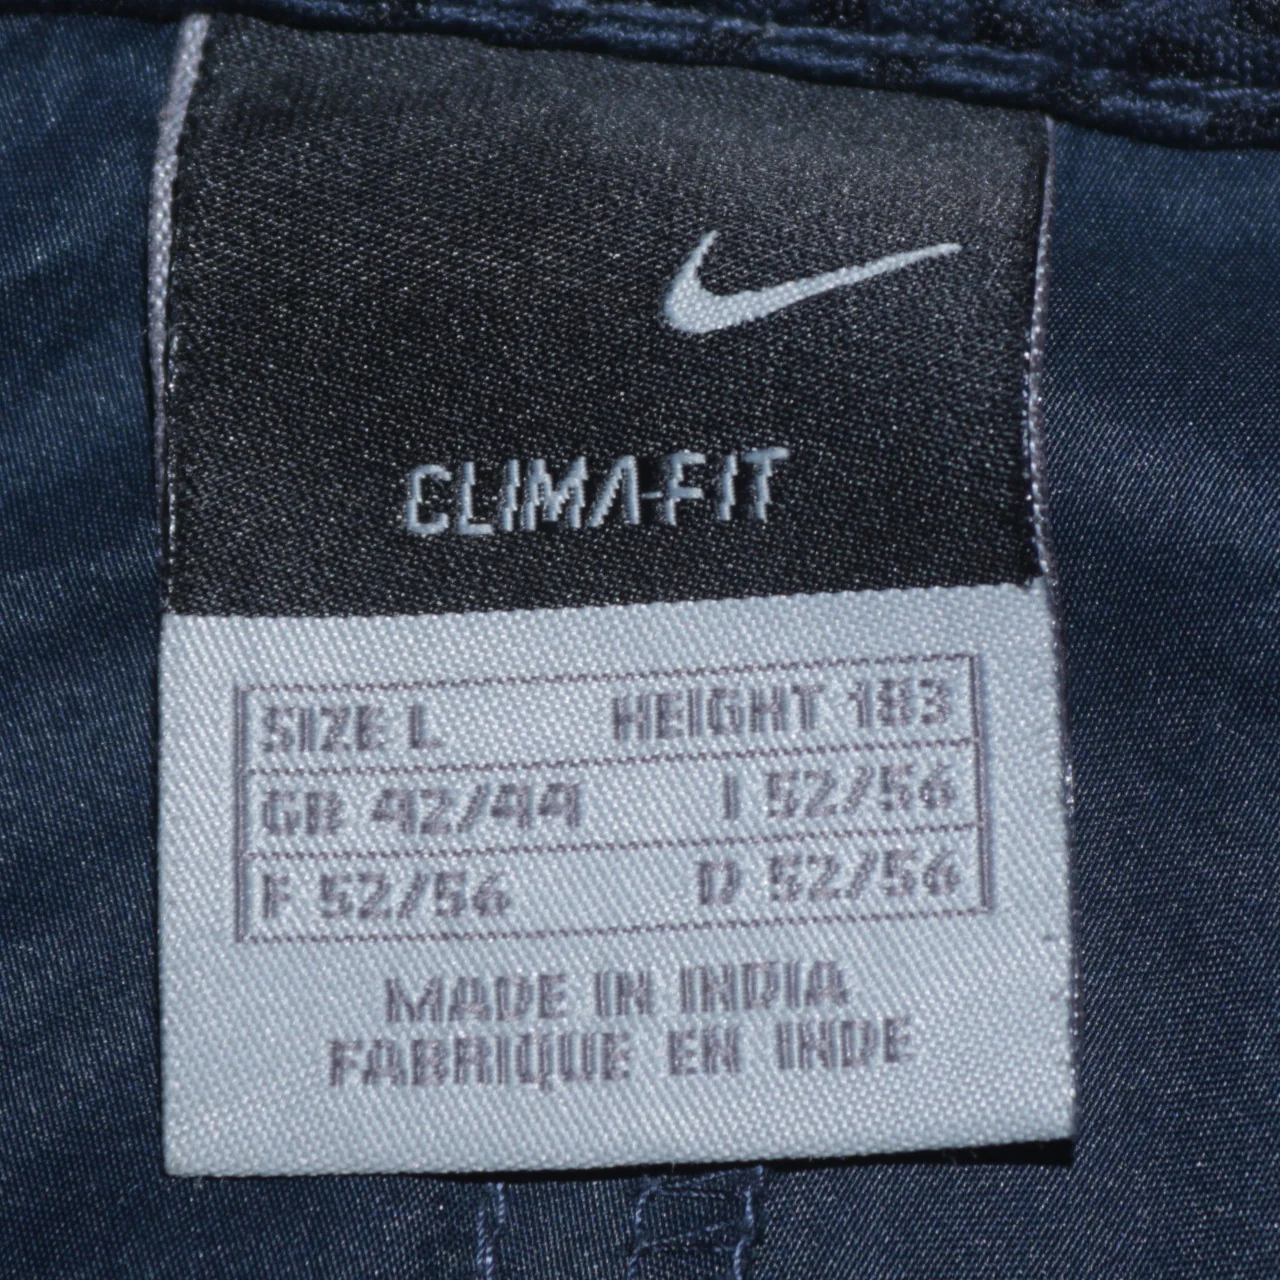 CLIMA-FIT
SIZE L HEIGHT 183
GB 42/44 I 52/56
F 52/56 D 52/56
MADE IN INDIA
FABRIQUE EN INDE